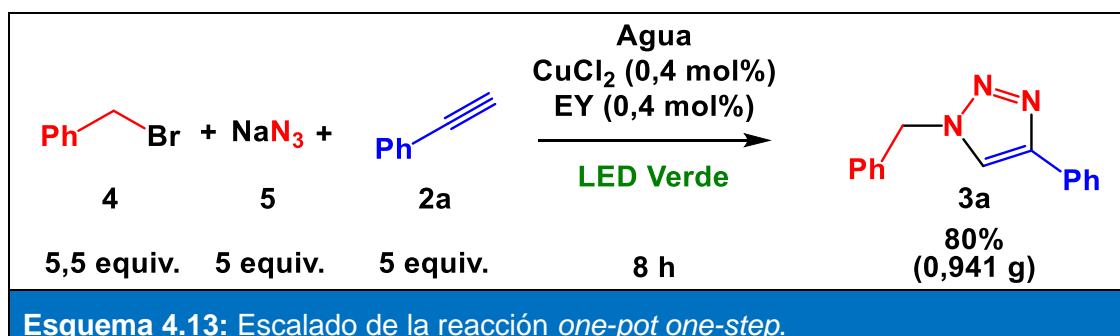 Agua
CuCl₂ (0,4 mol%)
EY (0,4 mol%)
Ph Br + NaN₃ + Ph
LED Verde
N N N Ph Ph
4 5 2a 3a
80%
5,5 equiv. 5 equiv. 5 equiv. 8 h (0,941 g)
Esquema 4.13: Escalado de la reacción one-pot one-step.